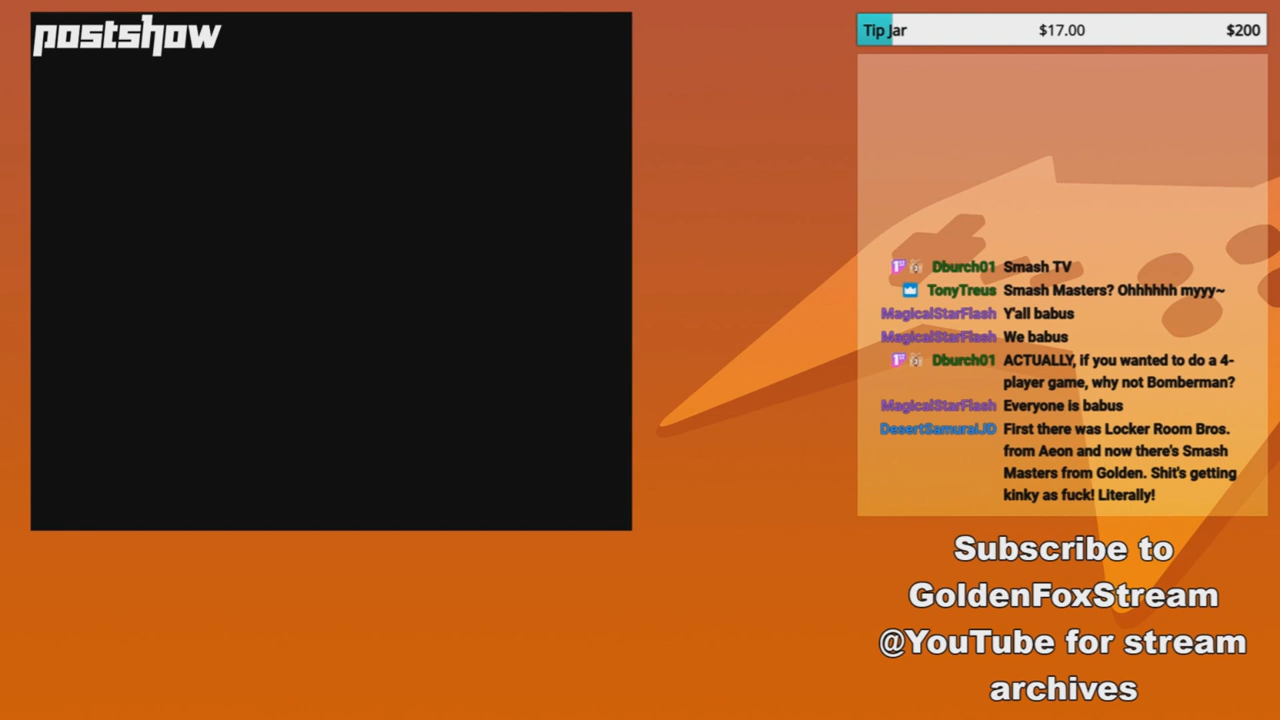 postshow
Tip Jar $17.00 $200
Dburch01 Smash TV
TonyTreus Smash Masters? Ohhhhhh myyy~
MagicalStarFlash Y'all babus
MagicalStarFlash We babus
Dburch01 ACTUALLY, if you wanted to do a 4-
player game, why not Bomberman?
MagicalStarFlash Everyone is babus
DesertSamuraiJD First there was Locker Room Bros.
from Aeon and now there's Smash
Masters from Golden. Shit's getting
kinky as fuck! Literally!
Subscribe to
GoldenFoxStream
@YouTube for stream
archives